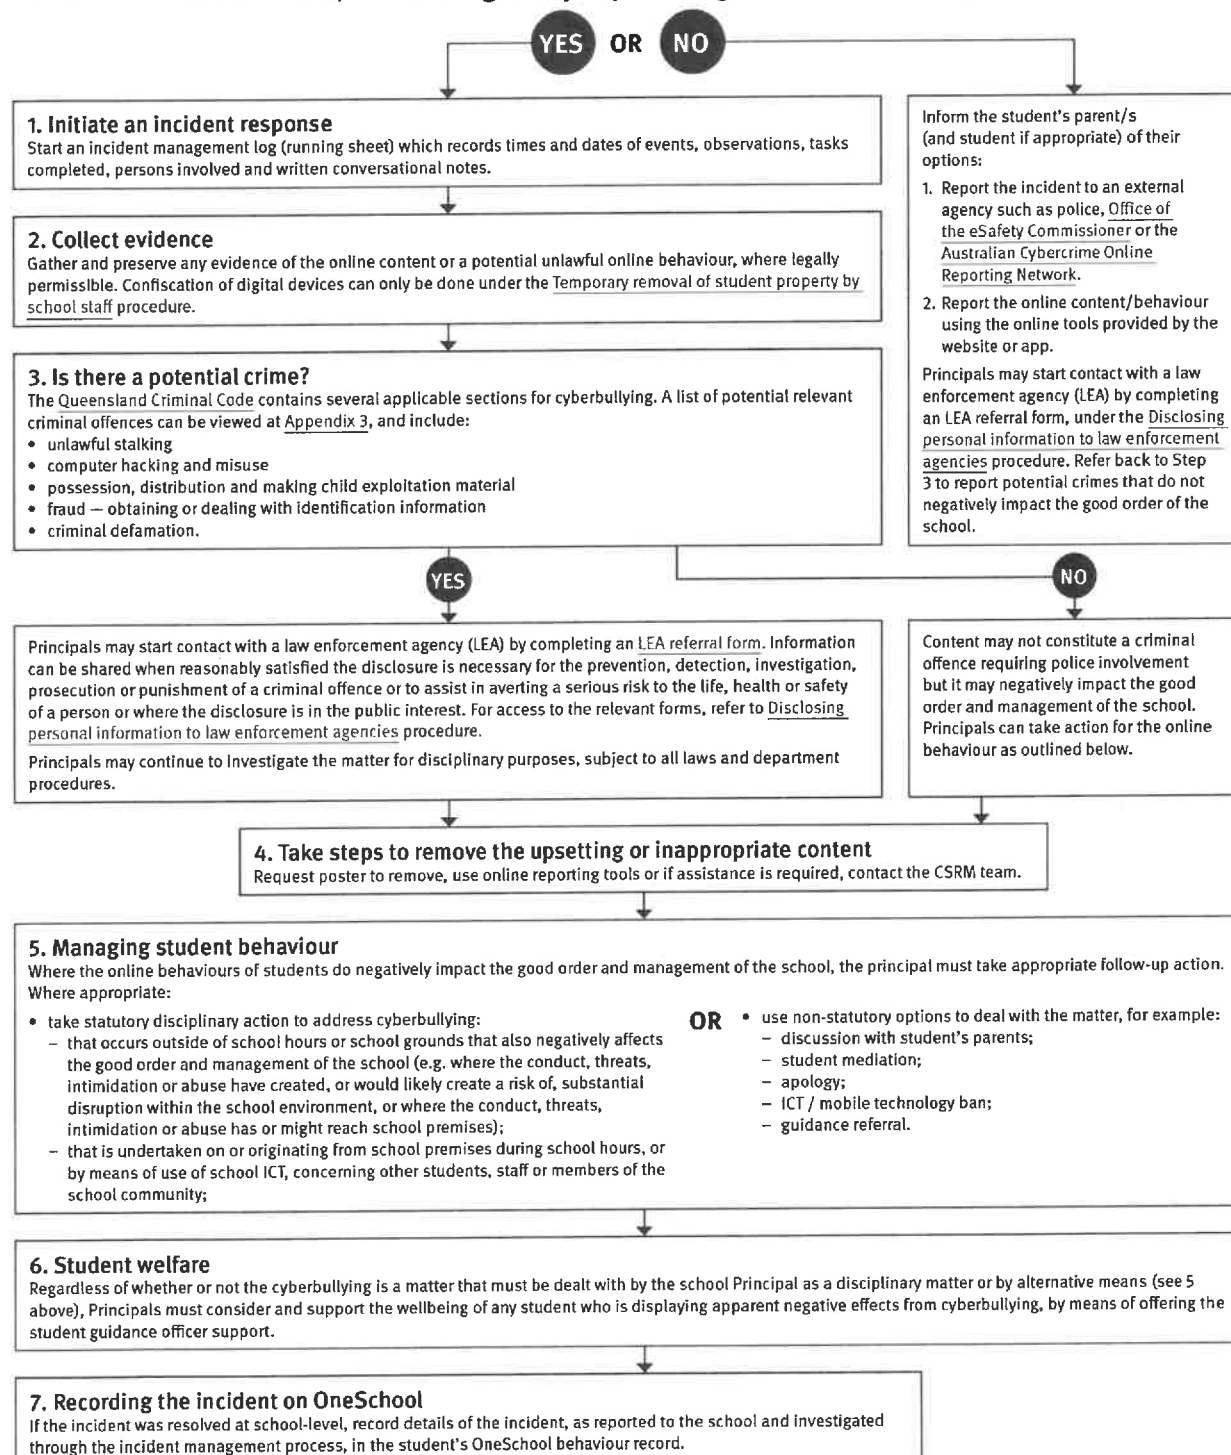 YES OR NO
1. Initiate an incident response
Start an incident management log (running sheet) which records times and dates of events, observations, tasks
completed, persons involved and written conversational notes.
2. Collect evidence
Gather and preserve any evidence of the online content or a potential unlawful online behaviour, where legally
permissible. Confiscation of digital devices can only be done under the Temporary removal of student property by
school staff procedure.
3. Is there a potential crime?
The Queensland Criminal Code contains several applicable sections for cyberbullying. A list of potential relevant
criminal offences can be viewed at Appendix 3, and include:
• unlawful stalking
• computer hacking and misuse
• possession, distribution and making child exploitation material
• fraud – obtaining or dealing with identification information
• criminal defamation.
Inform the student's parent/s
(and student if appropriate) of their
options:
1. Report the incident to an external
agency such as police, Office of
the eSafety Commissioner or the
Australian Cybercrime Online
Reporting Network.
2. Report the online content/behaviour
using the online tools provided by the
website or app.
Principals may start contact with a law
enforcement agency (LEA) by completing
an LEA referral form, under the Disclosing
personal information to law enforcement
agencies procedure. Refer back to Step
3 to report potential crimes that do not
negatively impact the good order of the
school.
YES
NO
Principals may start contact with a law enforcement agency (LEA) by completing an LEA referral form. Information
can be shared when reasonably satisfied the disclosure is necessary for the prevention, detection, investigation,
prosecution or punishment of a criminal offence or to assist in averting a serious risk to the life, health or safety
of a person or where the disclosure is in the public interest. For access to the relevant forms, refer to Disclosing
personal information to law enforcement agencies procedure.
Principals may continue to investigate the matter for disciplinary purposes, subject to all laws and department
procedures.
Content may not constitute a criminal
offence requiring police involvement
but it may negatively impact the good
order and management of the school.
Principals can take action for the online
behaviour as outlined below.
4. Take steps to remove the upsetting or inappropriate content
Request poster to remove, use online reporting tools or if assistance is required, contact the CSRM team.
5. Managing student behaviour
Where the online behaviours of students do negatively impact the good order and management of the school, the principal must take appropriate follow-up action.
Where appropriate:
• take statutory disciplinary action to address cyberbullying:
– that occurs outside of school hours or school grounds that also negatively affects
the good order and management of the school (e.g. where the conduct, threats,
intimidation or abuse have created, or would likely create a risk of, substantial
disruption within the school environment, or where the conduct, threats,
intimidation or abuse has or might reach school premises);
– that is undertaken on or originating from school premises during school hours, or
by means of use of school ICT, concerning other students, staff or members of the
school community;
OR
• use non-statutory options to deal with the matter, for example:
– discussion with student's parents;
– student mediation;
– apology;
– ICT / mobile technology ban;
– guidance referral.
6. Student welfare
Regardless of whether or not the cyberbullying is a matter that must be dealt with by the school Principal as a disciplinary matter or by alternative means (see 5
above), Principals must consider and support the wellbeing of any student who is displaying apparent negative effects from cyberbullying, by means of offering the
student guidance officer support.
7. Recording the incident on OneSchool
If the incident was resolved at school-level, record details of the incident, as reported to the school and investigated
through the incident management process, in the student's OneSchool behaviour record.